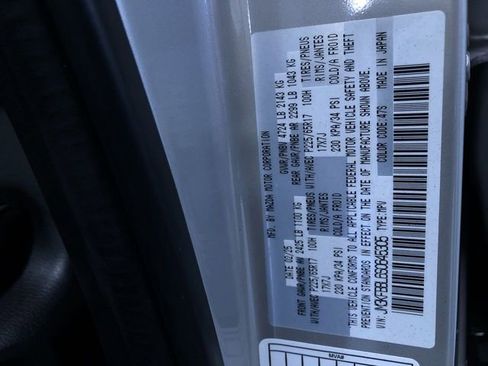 MFD. BY MAZDA MOTOR CORPORATION
DATE: 02/25 GVWR/PNBV 4724 LB 2143 KG
FRONT GAWR/PNBE AV 2425 LB 1100 KG REAR GAWR/PNBE AR 2299 LB 1043 KG
WITH/AVEC P225/65R17 100H TIRES/PNEUS WITH/AVEC P225/65R17 100H TIRES/PNEUS
17X7J RIMS/JANTES 17X7J RIMS/JANTES
230 KPA/34 PSI COLD/A FROID 230 KPA/34 PSI COLD/A FROID
THIS VEHICLE CONFORMS TO ALL APPLICABLE FEDERAL MOTOR VEHICLE SAFETY AND THEFT
PREVENTION STANDARDS IN EFFECT ON THE DATE OF MANUFACTURE SHOWN ABOVE.
TYPE: MPV COLOR CODE: 47S MADE IN JAPAN
MVA#